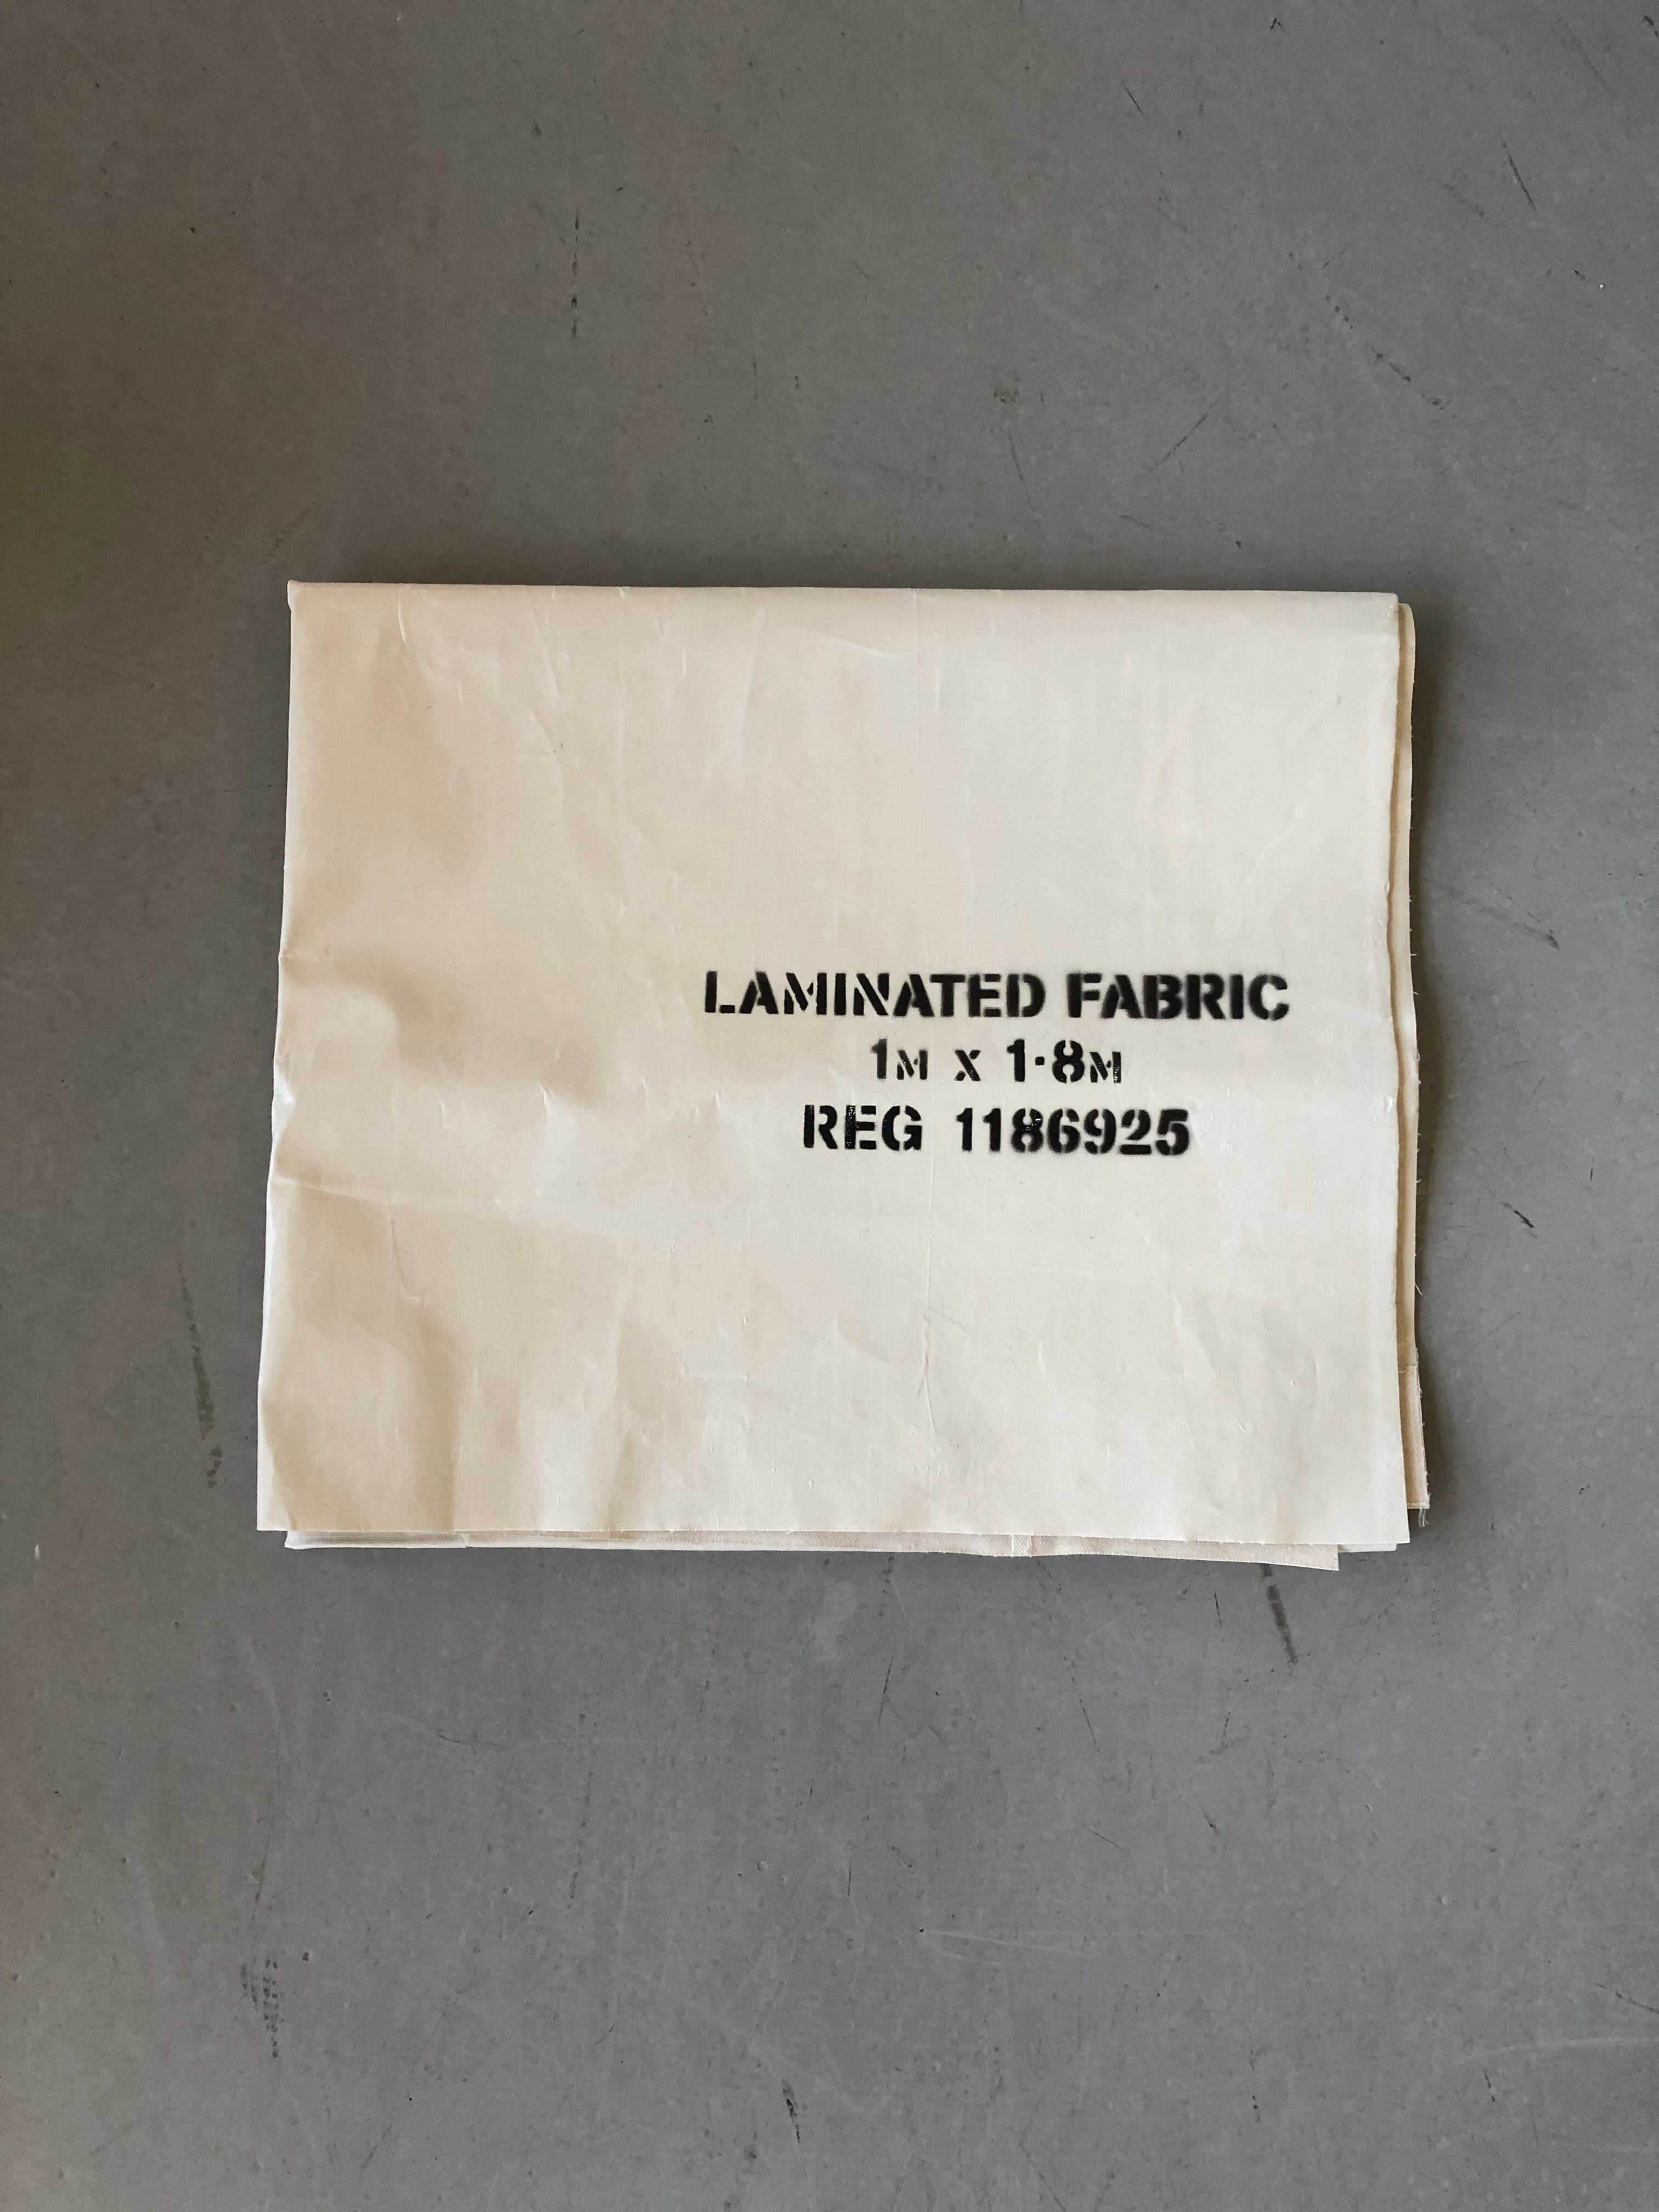 LAMINATED FABRIC
1M X 1·8M
REG 1186925